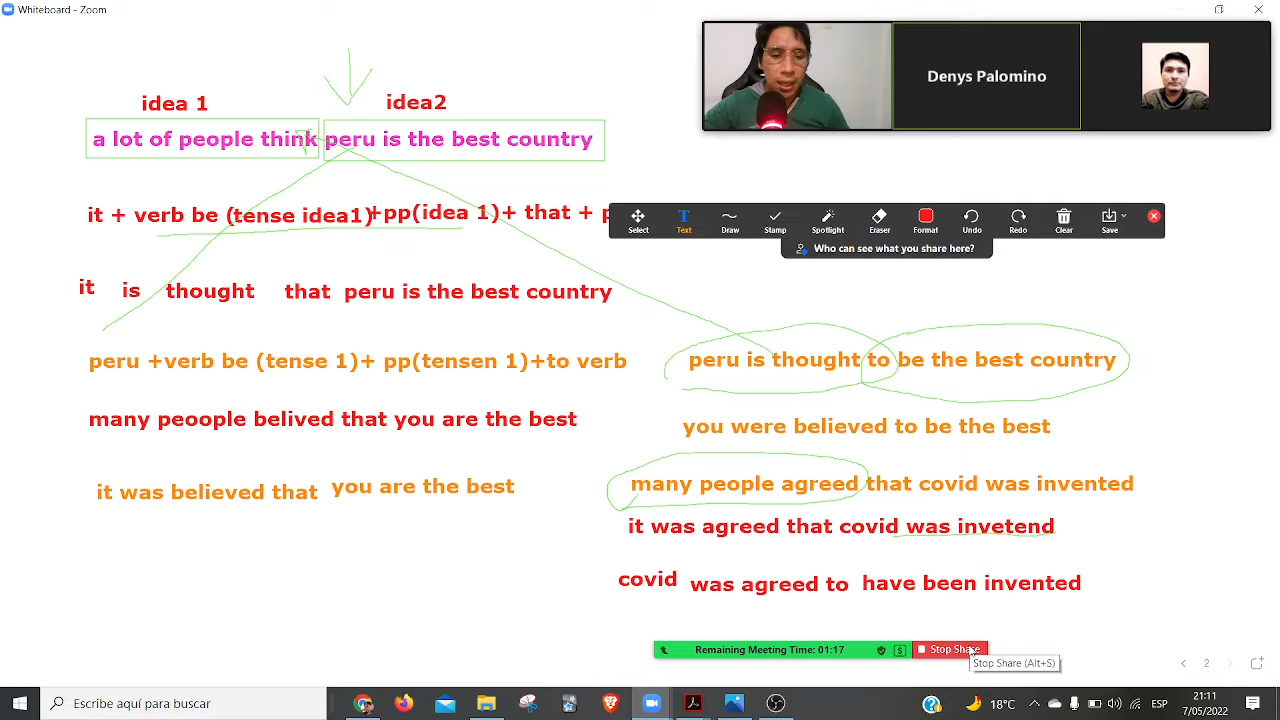 Whiteboard - Zoom
Denys Palomino
idea 1
idea2
a lot of people think peru is the best country
it + verb be (tense idea1)+pp(idea 1)+ that + p
Select Text Draw Stamp Spotlight Eraser Format Undo Redo Clear Save
Who can see what you share here?
it is thought that peru is the best country
peru +verb be (tense 1)+ pp(tensen 1)+to verb
peru is thought to be the best country
many peoople belived that you are the best
you were believed to be the best
it was believed that you are the best
many people agreed that covid was invented
it was agreed that covid was invetend
covid was agreed to have been invented
Remaining Meeting Time: 01:17
Stop Share
Stop Share (Alt+S)
2
Escribe aquí para buscar
18°C
ESP
21:11
7/05/2022